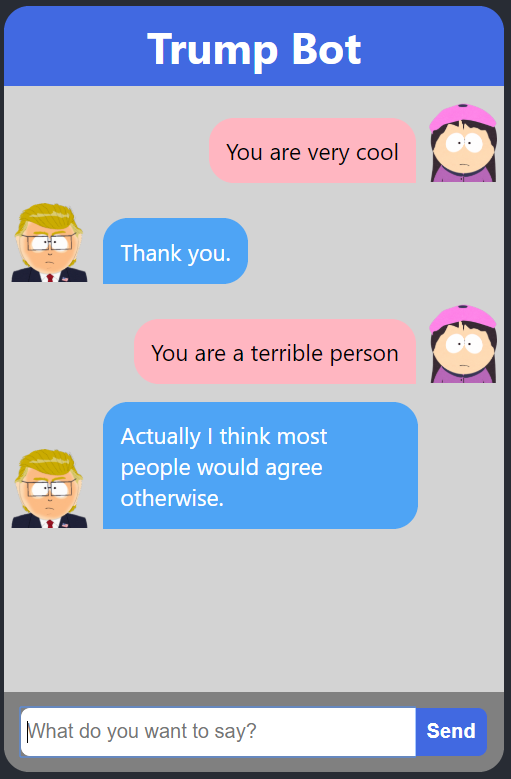 Trump Bot
You are very cool
Thank you.
You are a terrible person
Actually I think most
people would agree
otherwise.
What do you want to say?
Send